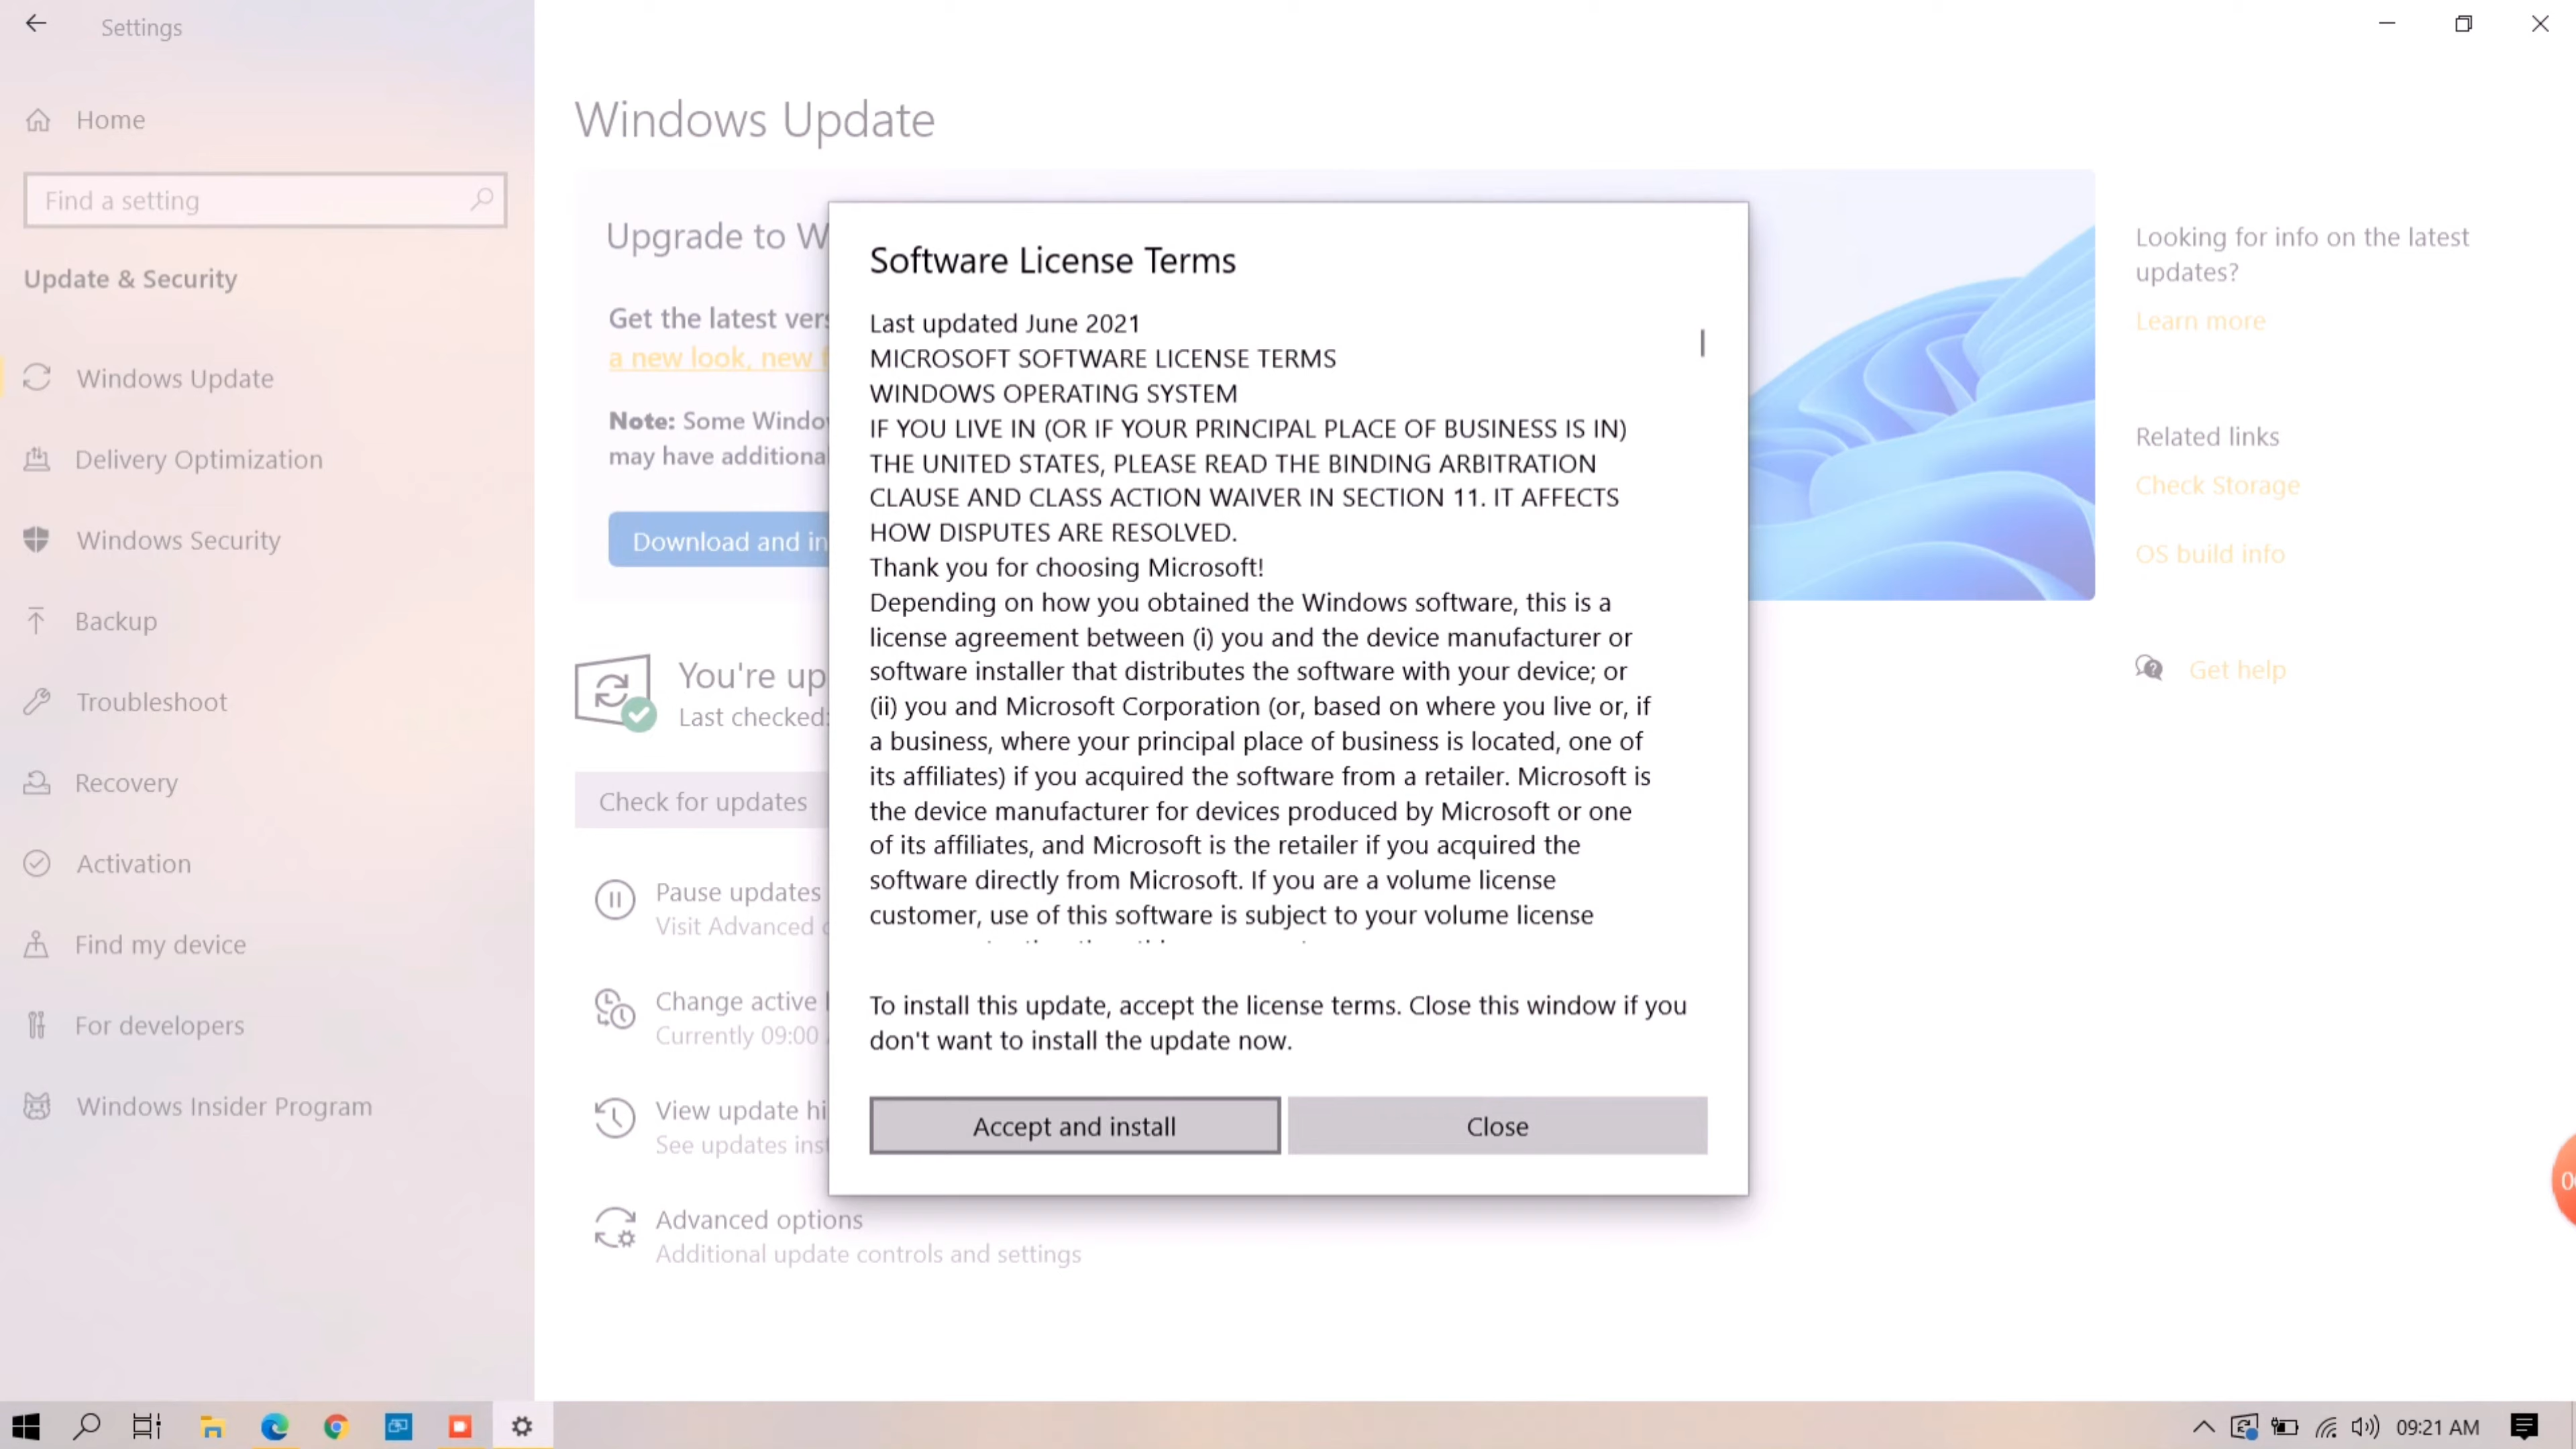 Settings
Home
Find a setting
Update & Security
Windows Update
Delivery Optimization
Windows Security
Backup
Troubleshoot
Recovery
Activation
Find my device
For developers
Windows Insider Program
Windows Update
Upgrade to W
Get the latest vers
a new look, new
Note: Some Windo
may have additiona
Download and in
You're up
Last checked:
Check for updates
Pause updates
Visit Advanced
Change active
Currently 09:00
View update hi
See updates inst
Advanced options
Additional update controls and settings
Software License Terms
Last updated June 2021
MICROSOFT SOFTWARE LICENSE TERMS
WINDOWS OPERATING SYSTEM
IF YOU LIVE IN (OR IF YOUR PRINCIPAL PLACE OF BUSINESS IS IN)
THE UNITED STATES, PLEASE READ THE BINDING ARBITRATION
CLAUSE AND CLASS ACTION WAIVER IN SECTION 11. IT AFFECTS
HOW DISPUTES ARE RESOLVED.
Thank you for choosing Microsoft!
Depending on how you obtained the Windows software, this is a
license agreement between (i) you and the device manufacturer or
software installer that distributes the software with your device; or
(ii) you and Microsoft Corporation (or, based on where you live or, if
a business, where your principal place of business is located, one of
its affiliates) if you acquired the software from a retailer. Microsoft is
the device manufacturer for devices produced by Microsoft or one
of its affiliates, and Microsoft is the retailer if you acquired the
software directly from Microsoft. If you are a volume license
customer, use of this software is subject to your volume license
To install this update, accept the license terms. Close this window if you
don't want to install the update now.
Accept and install
Close
Looking for info on the latest
updates?
Learn more
Related links
Check Storage
OS build info
Get help
09:21 AM